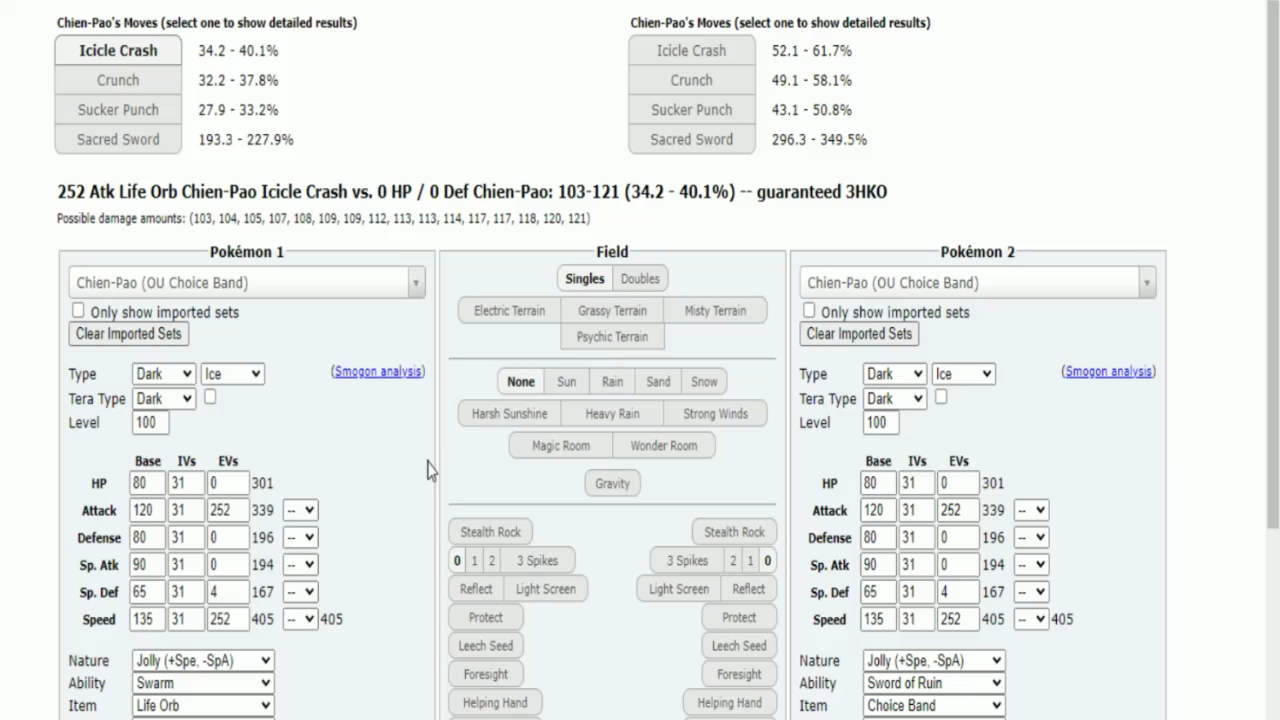 Chien-Pao's Moves (select one to show detailed results)
Icicle Crash 34.2 - 40.1%
Crunch 32.2 - 37.8%
Sucker Punch 27.9 - 33.2%
Sacred Sword 193.3 - 227.9%
Chien-Pao's Moves (select one to show detailed results)
Icicle Crash 52.1 - 61.7%
Crunch 49.1 - 58.1%
Sucker Punch 43.1 - 50.8%
Sacred Sword 296.3 - 349.5%
252 Atk Life Orb Chien-Pao Icicle Crash vs. 0 HP / 0 Def Chien-Pao: 103-121 (34.2 - 40.1%) -- guaranteed 3HKO
Possible damage amounts: (103, 104, 105, 107, 108, 109, 109, 112, 113, 113, 114, 117, 117, 118, 120, 121)
Pokémon 1
Chien-Pao (OU Choice Band)
Only show imported sets
Clear Imported Sets
Type Dark Ice (Smogon analysis)
Tera Type Dark
Level 100
Base IVs EVs
HP 80 31 0 301
Attack 120 31 252 339 --
Defense 80 31 0 196 --
Sp. Atk 90 31 0 194 --
Sp. Def 65 31 4 167 --
Speed 135 31 252 405 -- 405
Nature Jolly (+Spe, -SpA)
Ability Swarm
Item Life Orb
Field
Singles Doubles
Electric Terrain Grassy Terrain Misty Terrain
Psychic Terrain
None Sun Rain Sand Snow
Harsh Sunshine Heavy Rain Strong Winds
Magic Room Wonder Room
Gravity
Stealth Rock Stealth Rock
0 1 2 3 Spikes 3 Spikes 2 1 0
Reflect Light Screen Light Screen Reflect
Protect Protect
Leech Seed Leech Seed
Foresight Foresight
Helping Hand Helping Hand
Pokémon 2
Chien-Pao (OU Choice Band)
Only show imported sets
Clear Imported Sets
Type Dark Ice (Smogon analysis)
Tera Type Dark
Level 100
Base IVs EVs
HP 80 31 0 301
Attack 120 31 252 339 --
Defense 80 31 0 196 --
Sp. Atk 90 31 0 194 --
Sp. Def 65 31 4 167 --
Speed 135 31 252 405 -- 405
Nature Jolly (+Spe, -SpA)
Ability Sword of Ruin
Item Choice Band